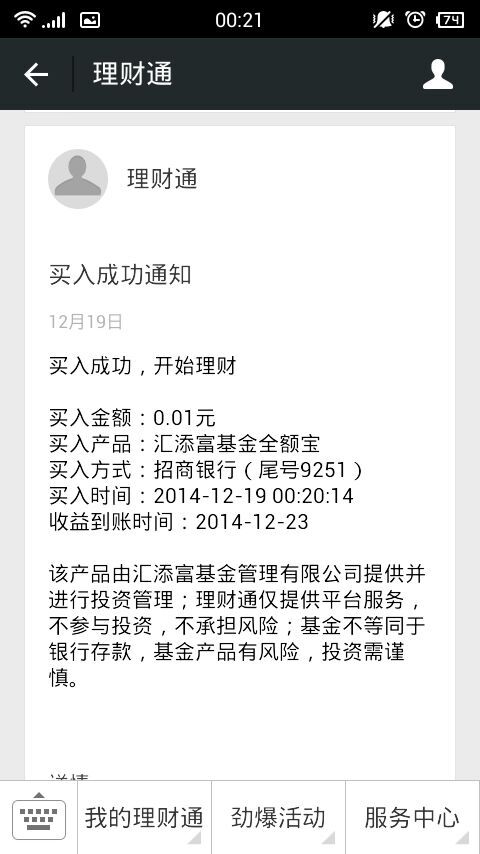 00:21
74
理财通
理财通
买入成功通知
12月19日
买入成功，开始理财
买入金额：0.01元
买入产品：汇添富基金全额宝
买入方式：招商银行（尾号9251）
买入时间：2014-12-19 00:20:14
收益到账时间：2014-12-23
该产品由汇添富基金管理有限公司提供并
进行投资管理；理财通仅提供平台服务，
不参与投资，不承担风险；基金不等同于
银行存款，基金产品有风险，投资需谨
慎。
详情
我的理财通
劲爆活动
服务中心